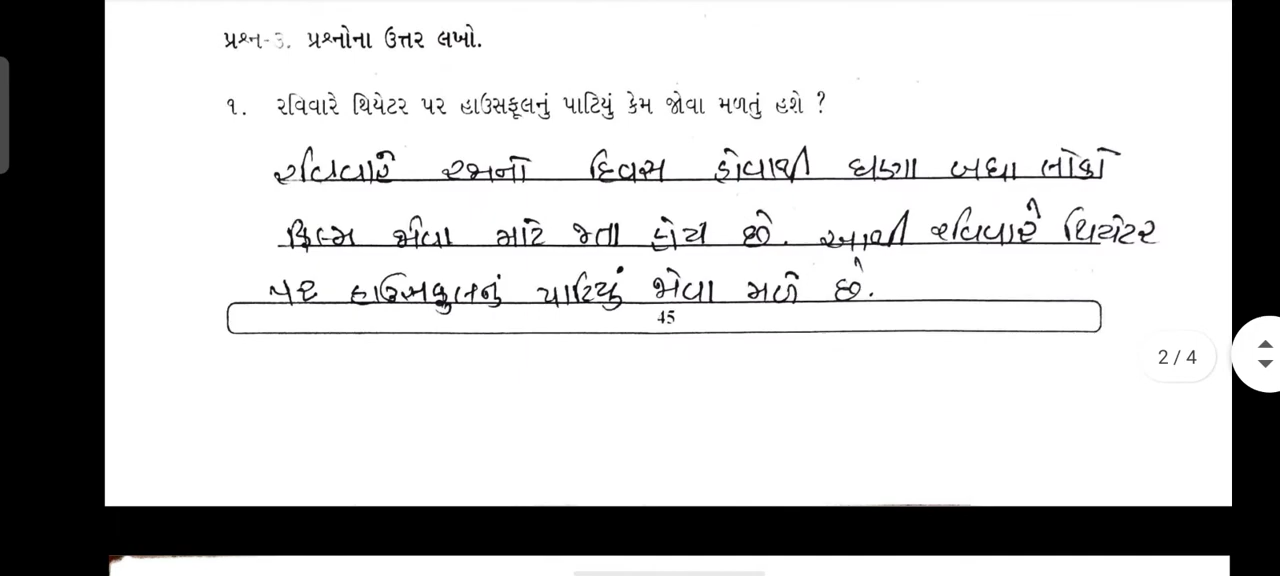 પ્રશ્ન-૩. પ્રશ્નોના ઉત્તર લખો.
૧. રવિવારે થિયેટર પર હાઉસફૂલનું પાટિયું કેમ જોવા મળતું હશે ?
રવિવારે રજાનો દિવસ હોવાથી ઘણા બધા લોકો
ફિલ્મ જોવા માટે જતા હોય છે. આથી રવિવારે થિયેટર
પર હાઉસફુલનું પાટિયું જોવા મળે છે.
45
2 / 4